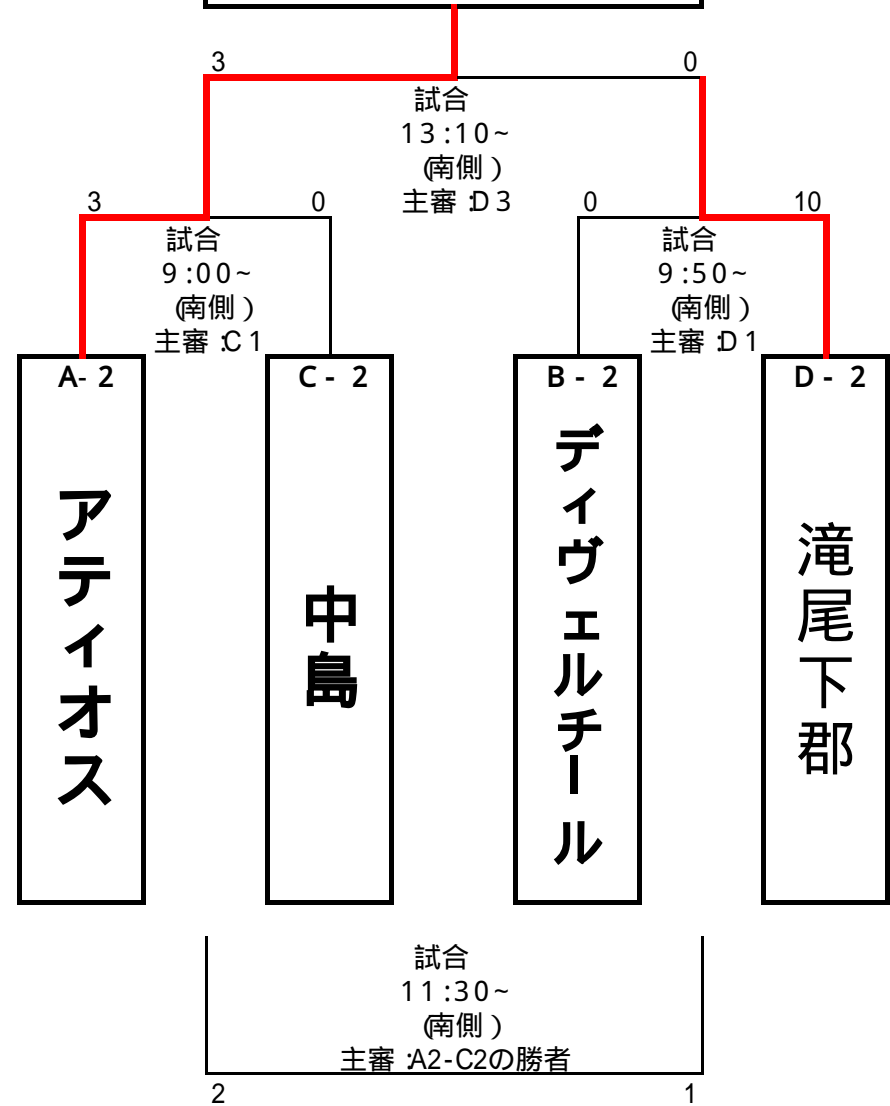 3
0
試合
13:10~
(南側)
主審:D3
3
0
0
10
試合
9:00~
(南側)
主審:C1
試合
9:50~
(南側)
主審:D1
A-2
C-2
B-2
D-2
アティオス
中島
ディヴェルチール
滝尾下郡
試合
11:30~
(南側)
主審:A2-C2の勝者
2
1